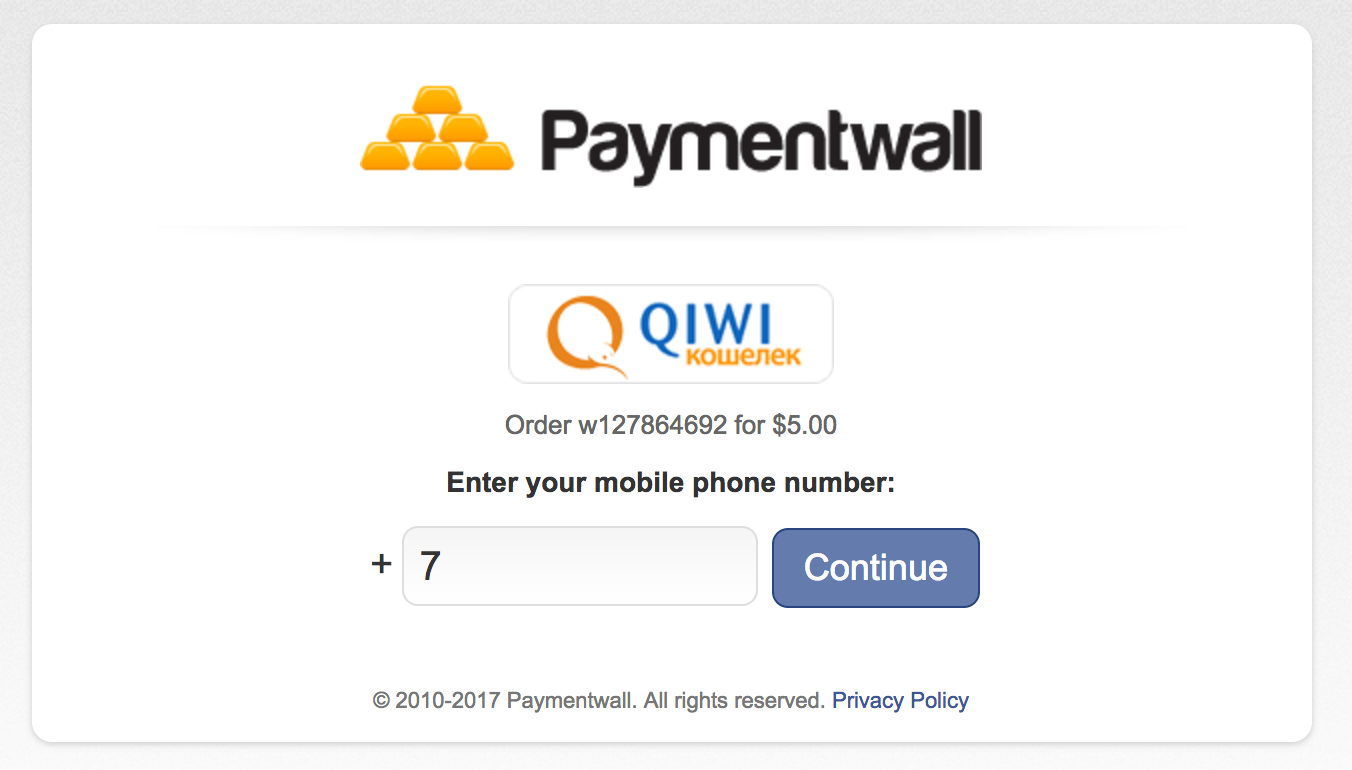 Paymentwall
QIWI
кошелек
Order w127864692 for $5.00
Enter your mobile phone number:
+ 7 Continue
© 2010-2017 Paymentwall. All rights reserved. Privacy Policy